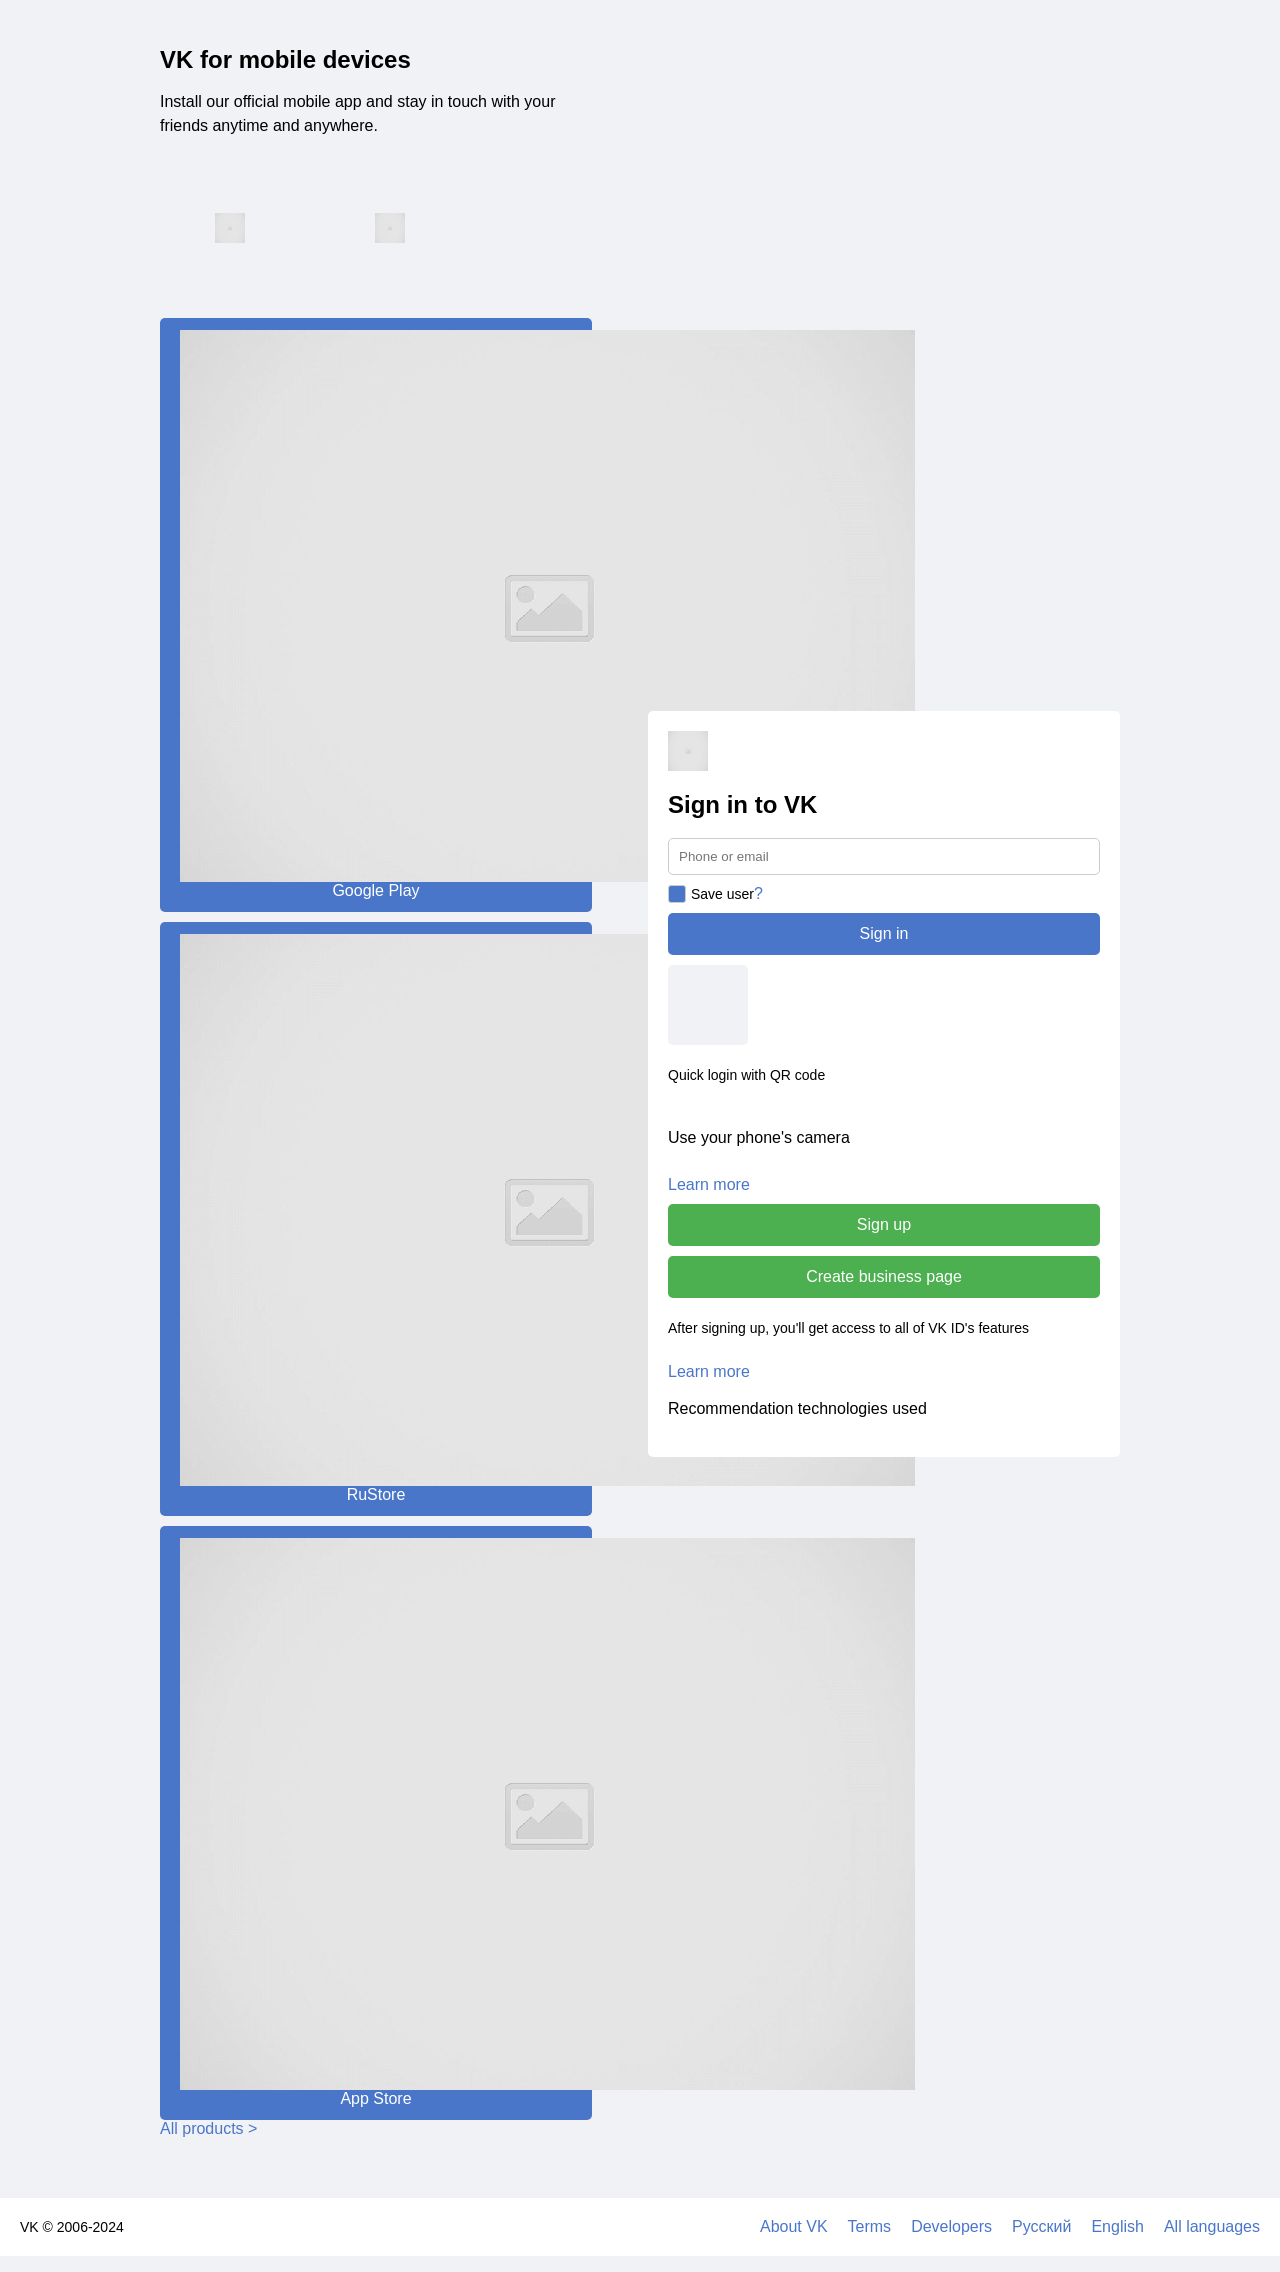 VK for mobile devices
Install our official mobile app and stay in touch with your
friends anytime and anywhere.
Google Play
RuStore
App Store
All products >
Sign in to VK
Phone or email
Save user?
Sign in
Quick login with QR code
Use your phone's camera
Learn more
Sign up
Create business page
After signing up, you'll get access to all of VK ID's features
Learn more
Recommendation technologies used
VK © 2006-2024
About VK
Terms
Developers
Русский
English
All languages